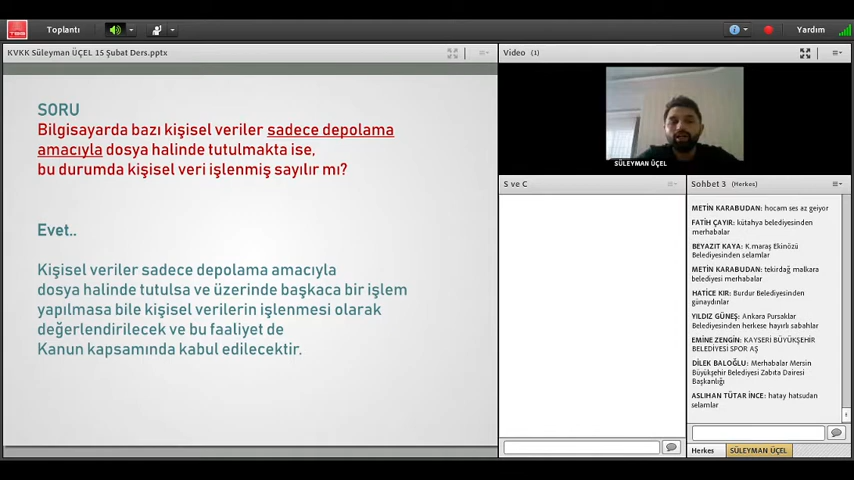 TBB
Toplantı
Yardım
KVKK Süleyman ÜÇEL 15 Şubat Ders.pptx
SORU
Bilgisayarda bazı kişisel veriler sadece depolama
amacıyla dosya halinde tutulmakta ise,
bu durumda kişisel veri işlenmiş sayılır mı?
Evet..
Kişisel veriler sadece depolama amacıyla
dosya halinde tutulsa ve üzerinde başkaca bir işlem
yapılmasa bile kişisel verilerin işlenmesi olarak
değerlendirilecek ve bu faaliyet de
Kanun kapsamında kabul edilecektir.
Video (1)
SÜLEYMAN ÜÇEL
S ve C
Sohbet 3 (Herkes)
METİN KARABUDAN: hocam ses az geiyor
FATİH ÇAYIR: kütahya belediyesinden
merhabalar
BEYAZIT KAYA: K.maraş Ekinözü
Belediyesinden selamlar
METİN KARABUDAN: tekirdağ malkara
belediyesi merhabalar
HATİCE KIR: Burdur Belediyesinden
günaydınlar
YILDIZ GÜNEŞ: Ankara Pursaklar
Belediyesinden herkese hayırlı sabahlar
EMİNE ZENGİN: KAYSERİ BÜYÜKŞEHİR
BELEDİYESİ SPOR AŞ
DİLEK BALOĞLU: Merhabalar Mersin
Büyükşehir Belediyesi Zabıta Dairesi
Başkanlığı
ASLIHAN TÜTAR İNCE: hatay hatsudan
selamlar
Herkes
SÜLEYMAN ÜÇEL